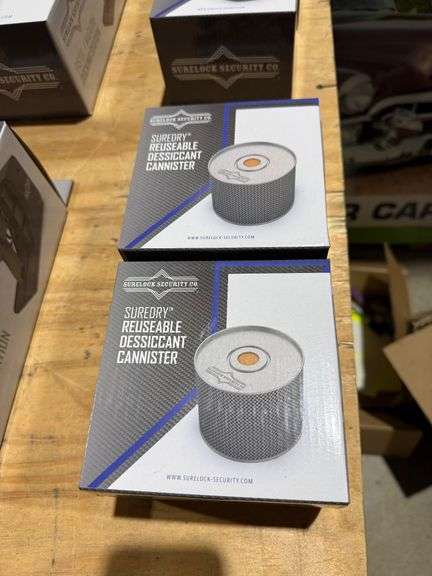 SURELOCK SECURITY CO
SURELOCK SECURITY CO.
SUREDRY™
REUSEABLE
DESSICCANT
CANNISTER
WWW.SURELOCK-SECURITY.COM
R CAR
SURELOCK SECURITY CO.
SUREDRY™
REUSEABLE
DESSICCANT
CANNISTER
WWW.SURELOCK-SECURITY.COM